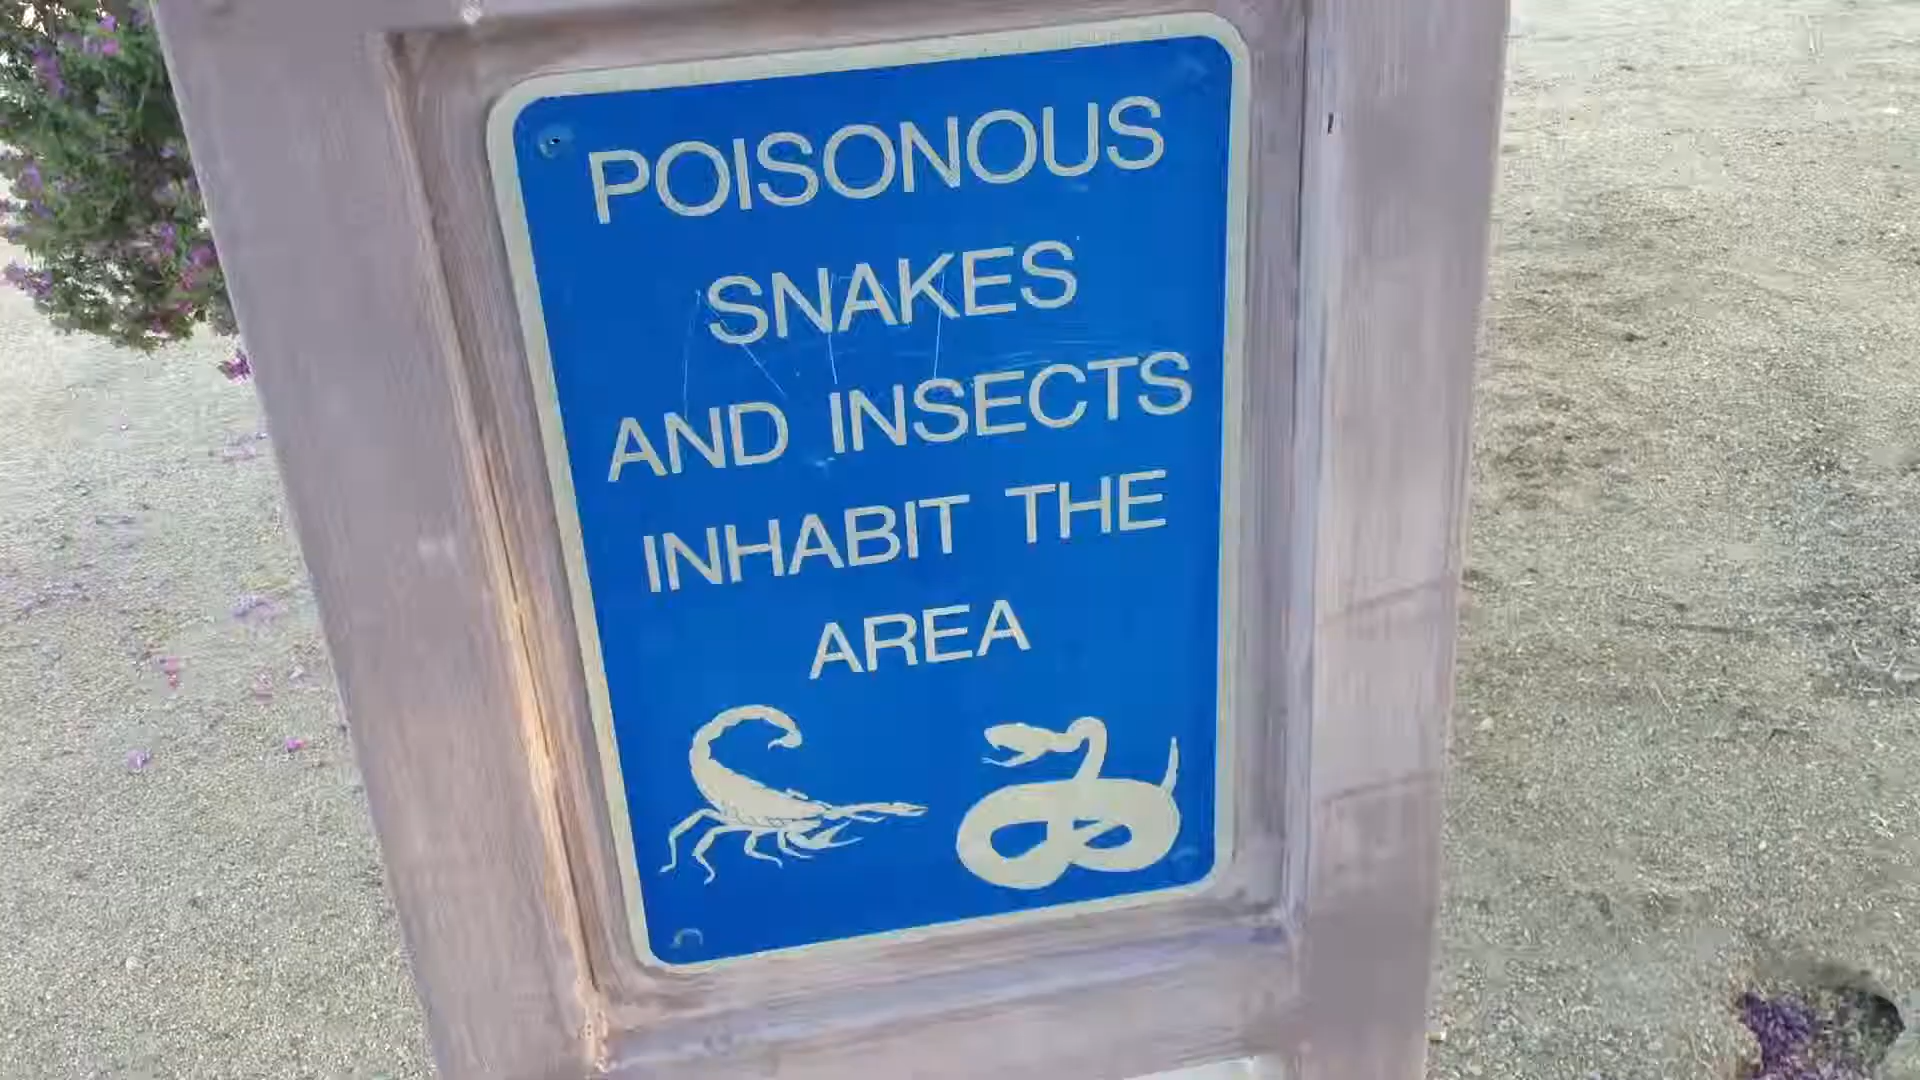 POISONOUS
SNAKES
AND INSECTS
INHABIT THE
AREA